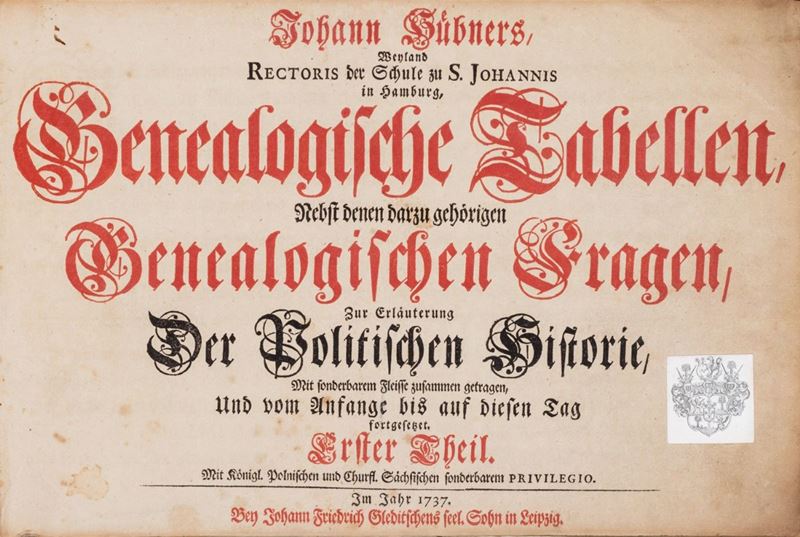 Johann Hübners,
Weyland
RECTORIS der Schule zu S. JOHANNIS
in Hamburg,
Genealogische Tabellen,
Nebst denen darzu gehörigen
Genealogischen Fragen,
Zur Erläuterung
Der Politischen Historie,
Mit sonderbarem Fleisse zusammen getragen,
Und vom Anfange bis auf diesen Tag
fortgesetzet.
Erster Theil.
Mit Königl. Polnischen und Churfl. Sächsischen sonderbarem PRIVILEGIO.
Im Jahr 1737.
Bey Johann Friedrich Gleditschens seel. Sohn in Leipzig.